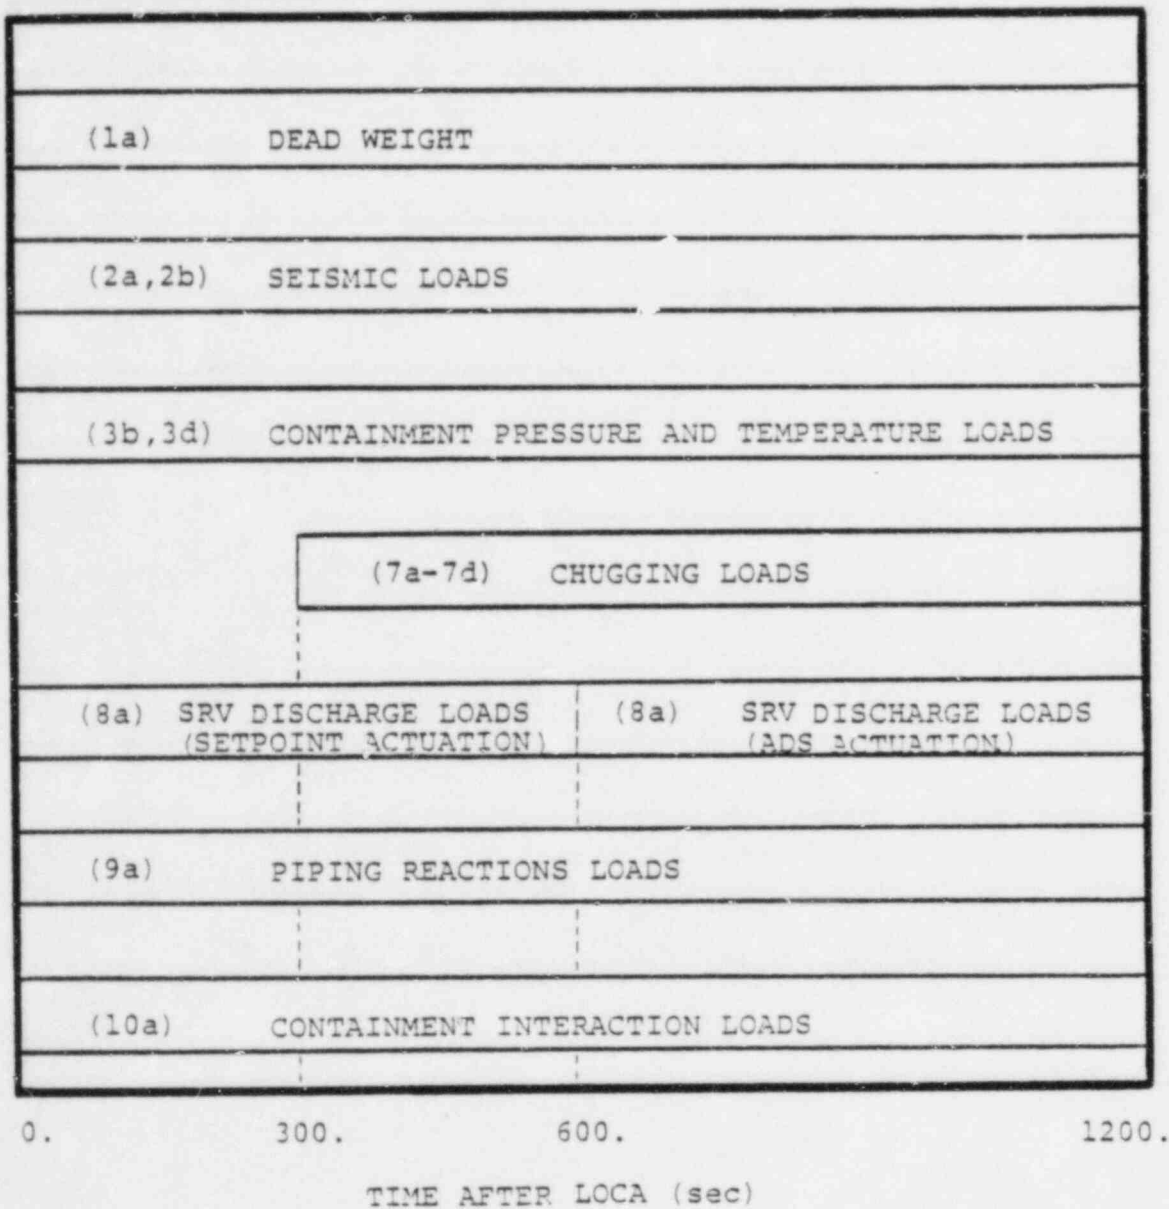 (1a) DEAD WEIGHT
(2a,2b) SEISMIC LOADS
(3b,3d) CONTAINMENT PRESSURE AND TEMPERATURE LOADS
(7a-7d) CHUGGING LOADS
(8a) SRV DISCHARGE LOADS
(SETPOINT ACTUATION)
(8a) SRV DISCHARGE LOADS
(ADS ACTUATION)
(9a) PIPING REACTIONS LOADS
(10a) CONTAINMENT INTERACTION LOADS
0. 300. 600. 1200.
TIME AFTER LOCA (sec)